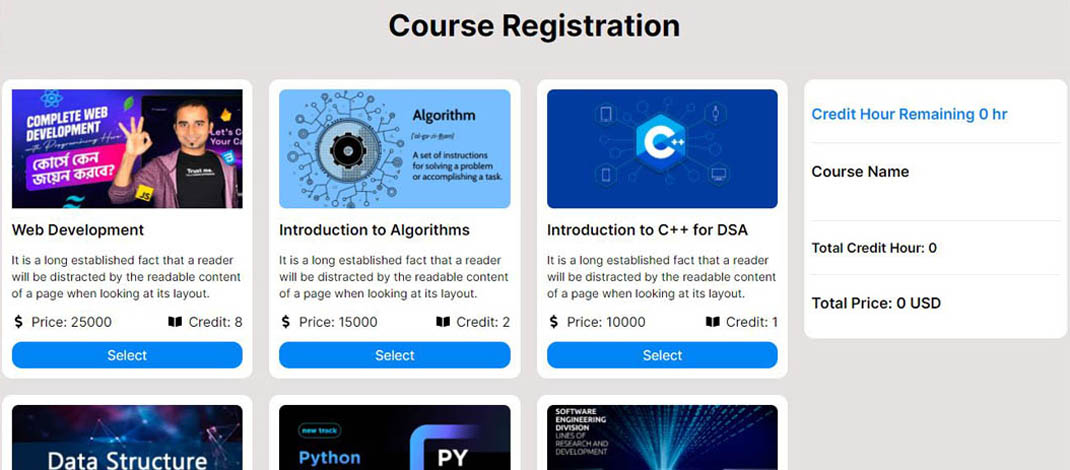 Course Registration
COMPLETE WEB
DEVELOPMENT
with Programming Hero
কোর্সে কেন
জয়েন করবে?
Let's C
Your Ca
Trust me.
JS
Web Development
It is a long established fact that a reader
will be distracted by the readable content
of a page when looking at its layout.
Price: 25000
Credit: 8
Select
Algorithm
A set of instructions
for solving a problem
or accomplishing a task.
Introduction to Algorithms
It is a long established fact that a reader
will be distracted by the readable content
of a page when looking at its layout.
Price: 15000
Credit: 2
Select
C++
Introduction to C++ for DSA
It is a long established fact that a reader
will be distracted by the readable content
of a page when looking at its layout.
Price: 10000
Credit: 1
Select
Credit Hour Remaining 0 hr
Course Name
Total Credit Hour: 0
Total Price: 0 USD
Data Structure
new track
Python
PY
SOFTWARE
ENGINEERING
DIVISION
LINES OF
RESEARCH AND
DEVELOPMENT